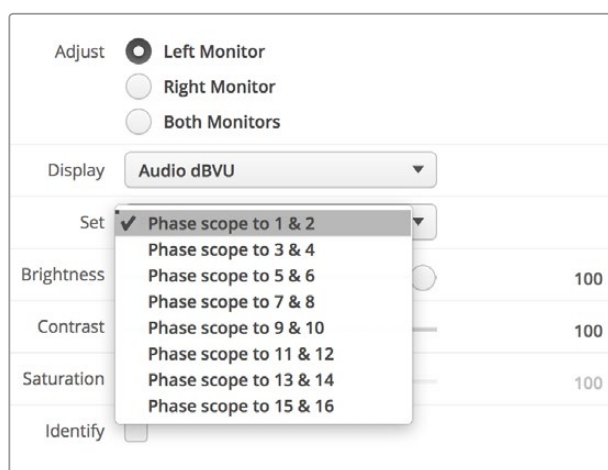 Adjust Left Monitor
Right Monitor
Both Monitors
Display Audio dBVU
Set ✓ Phase scope to 1 & 2
Phase scope to 3 & 4
Brightness Phase scope to 5 & 6 100
Phase scope to 7 & 8
Contrast Phase scope to 9 & 10 100
Phase scope to 11 & 12
Saturation Phase scope to 13 & 14 100
Phase scope to 15 & 16
Identify